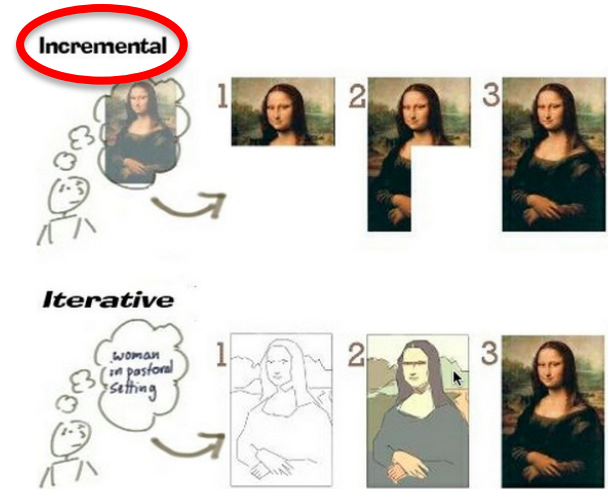 Incremental
1 2 3
Iterative
woman
in pastoral
setting
1 2 3